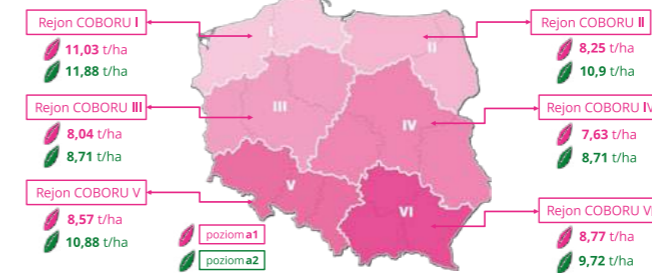 Rejon COBORU I
11,03 t/ha
11,88 t/ha
Rejon COBORU II
8,25 t/ha
10,9 t/ha
Rejon COBORU III
8,04 t/ha
8,71 t/ha
Rejon COBORU IV
7,63 t/ha
8,71 t/ha
Rejon COBORU V
8,57 t/ha
10,88 t/ha
Rejon COBORU VI
8,77 t/ha
9,72 t/ha
I
II
III
IV
V
VI
poziom a1
poziom a2